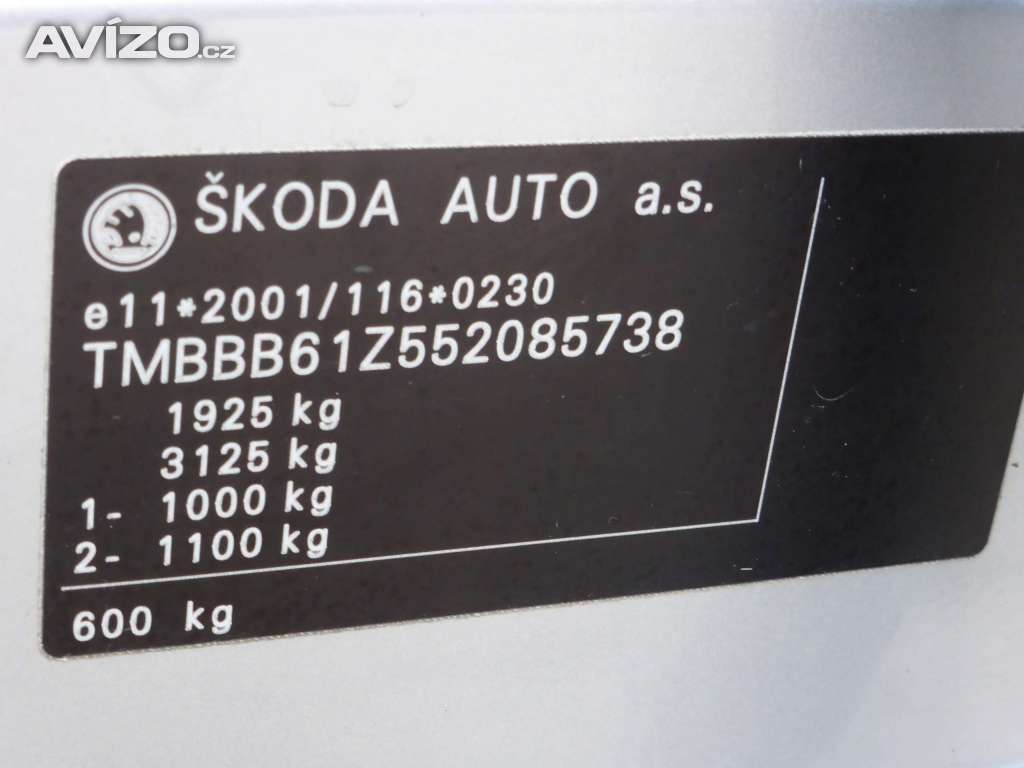 AVÍZO.cz
ŠKODA AUTO a.s.
e11*2001/116*0230
TMBBB61Z552085738
1925 kg
3125 kg
1- 1000 kg
2- 1100 kg
600 kg